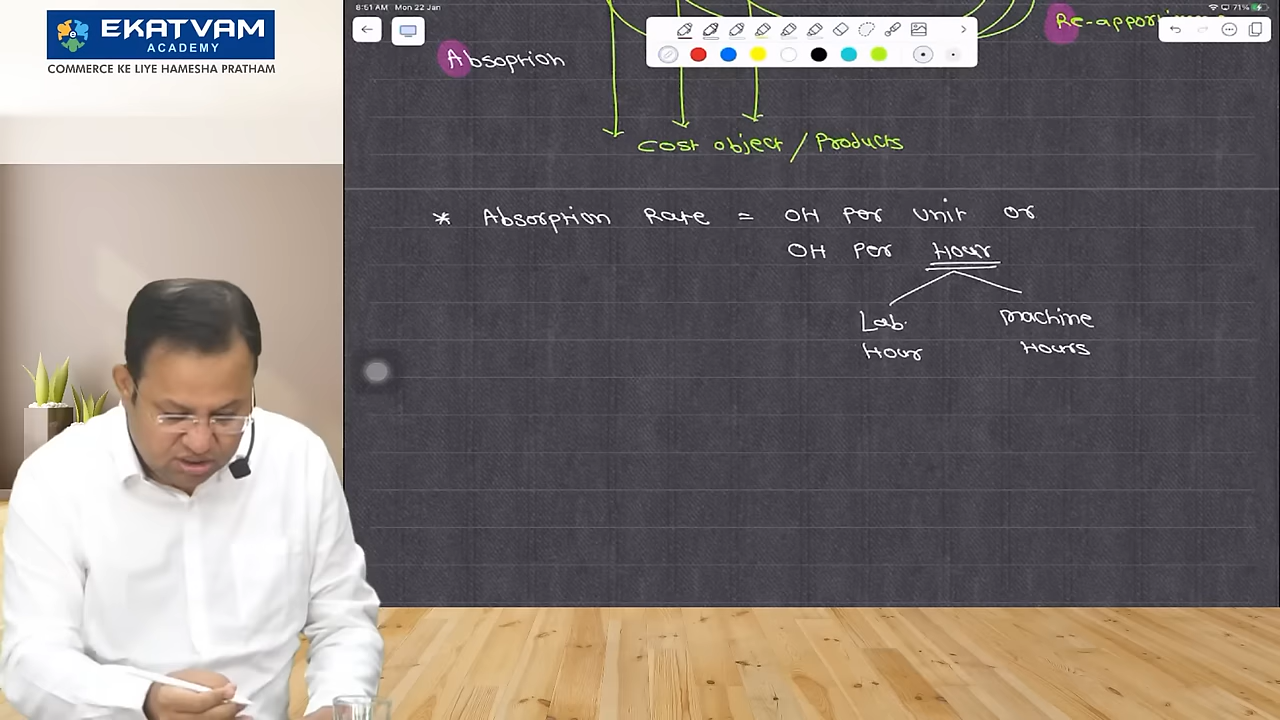 EKATVAM
ACADEMY
COMMERCE KE LIYE HAMESHA PRATHAM
8:51 AM Mon 22 Jan
71%
Absoption
Cost object / Products
* Absorption Rate = OH Per Unit or
OH Per Hour
Lab. Machine
Hour Hours